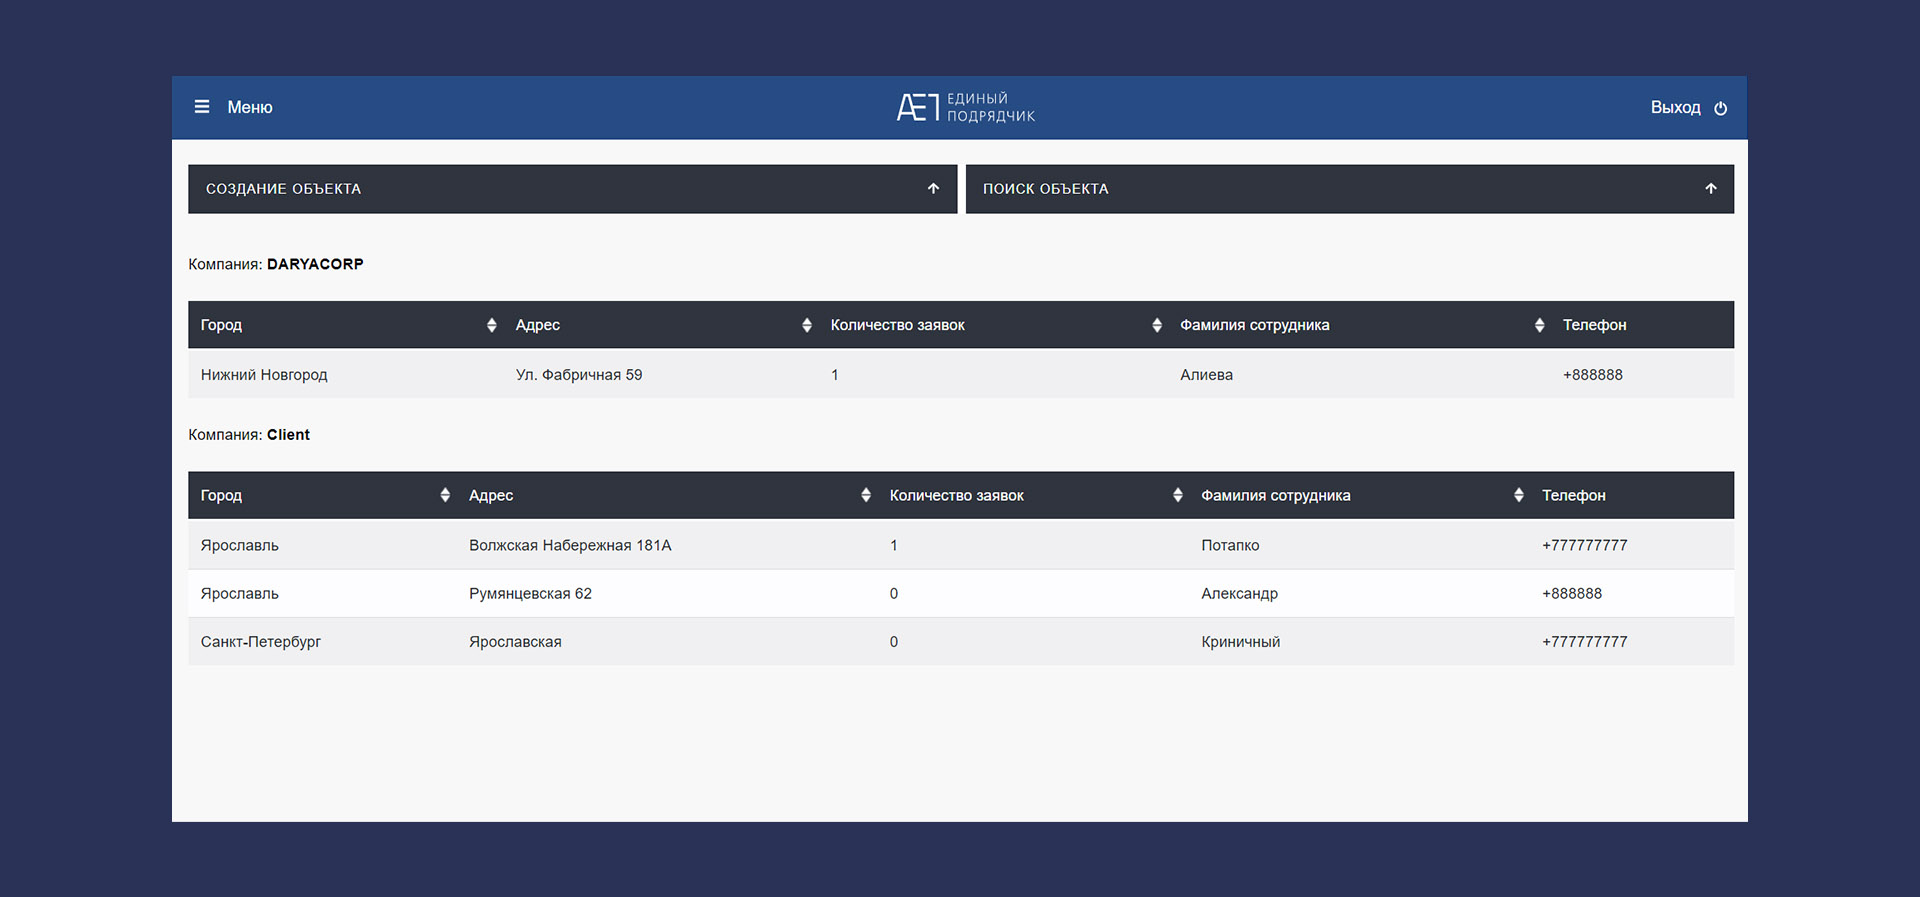 Меню
ЕДИНЫЙ
ПОДРЯДЧИК
Выход
СОЗДАНИЕ ОБЪЕКТА
ПОИСК ОБЪЕКТА
Компания: DARYACORP
Город Адрес Количество заявок Фамилия сотрудника Телефон
Нижний Новгород Ул. Фабричная 59 1 Алиева +888888
Компания: Client
Город Адрес Количество заявок Фамилия сотрудника Телефон
Ярославль Волжская Набережная 181А 1 Потапко +777777777
Ярославль Румянцевская 62 0 Александр +888888
Санкт-Петербург Ярославская 0 Криничный +777777777